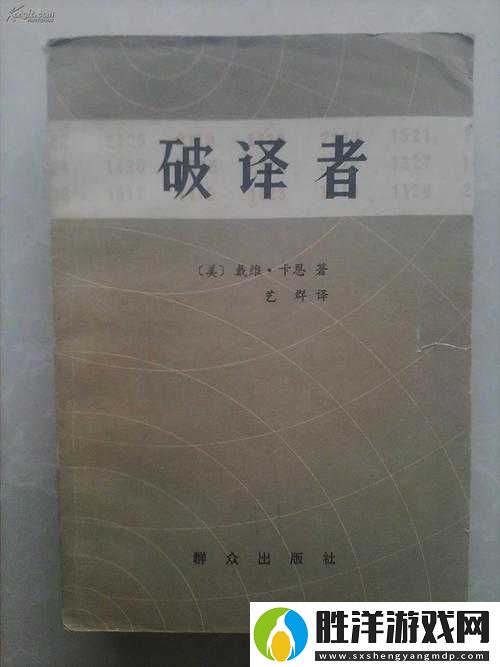 破译者
〔美〕戴维·卡恩 著
艺群 译
群众出版社
胜洋游戏网
www.sxshengyangmdp.com